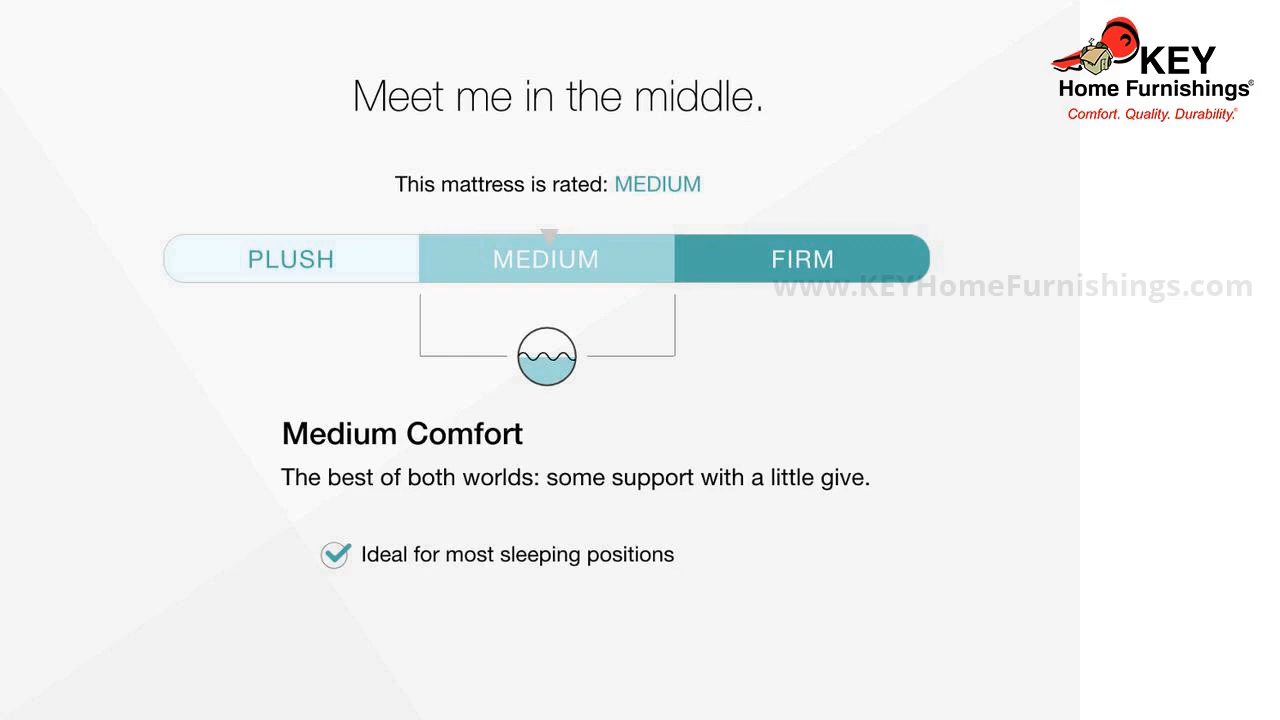 Meet me in the middle.
KEY
Home Furnishings®
Comfort. Quality. Durability.®
This mattress is rated: MEDIUM
PLUSH
MEDIUM
FIRM
www.KEYHomeFurnishings.com
Medium Comfort
The best of both worlds: some support with a little give.
Ideal for most sleeping positions